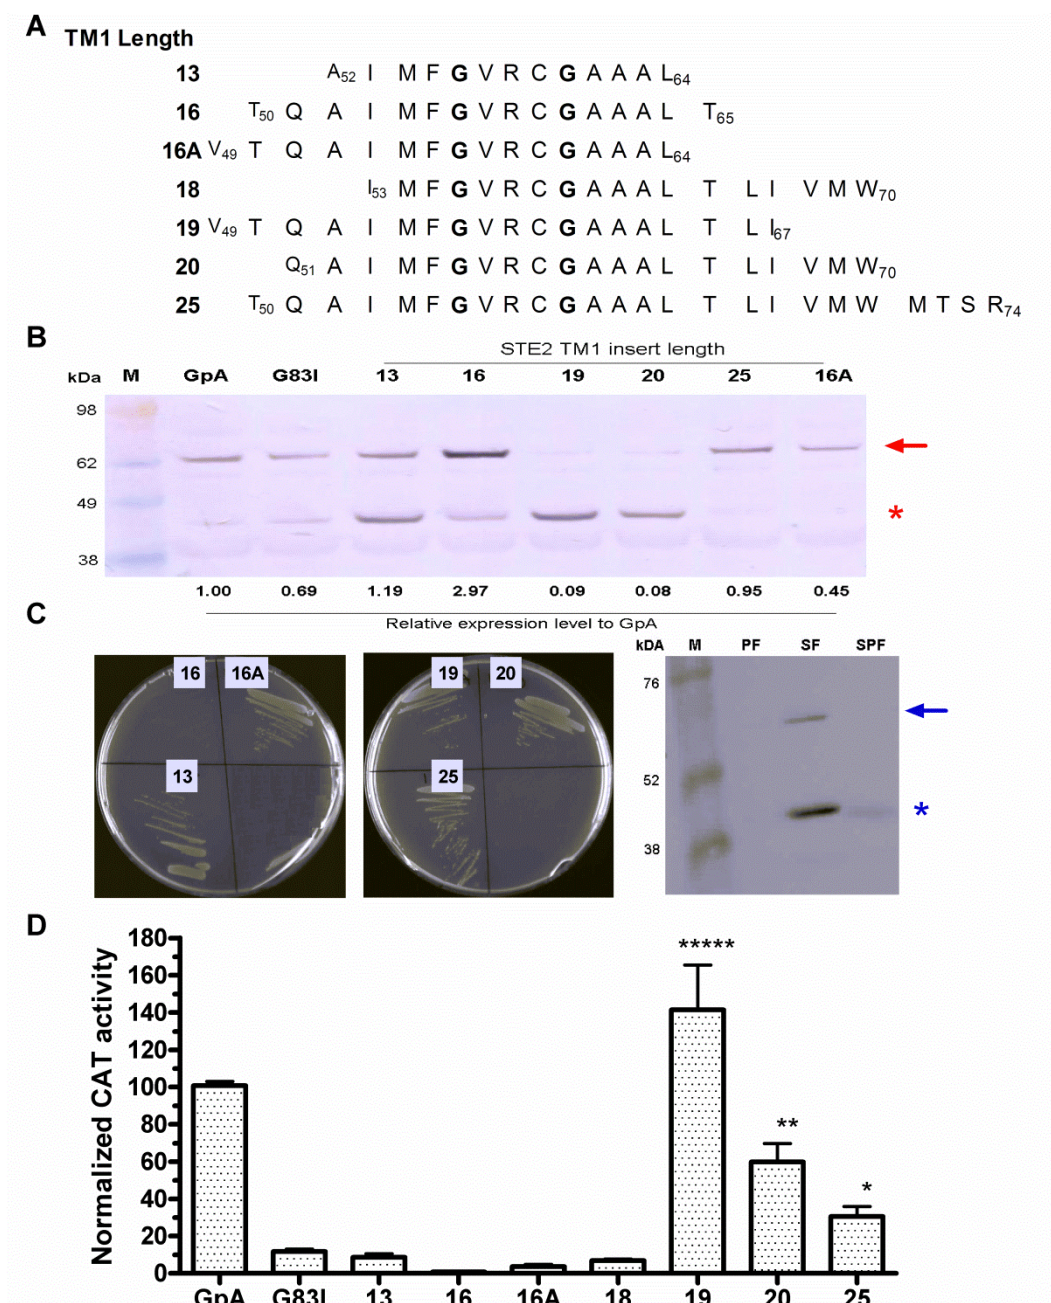 A
TM1 Length
13 A52 I M F G V R C G A A A L64
16 T50 Q A I M F G V R C G A A A L T65
16A V49 T Q A I M F G V R C G A A A L64
18 I53 M F G V R C G A A A L T L I V M W70
19 V49 T Q A I M F G V R C G A A A L T L I67
20 Q51 A I M F G V R C G A A A L T L I V M W70
25 T50 Q A I M F G V R C G A A A L T L I V M W M T S R74
B
STE2 TM1 insert length
kDa M GpA G83I 13 16 19 20 25 16A
98
62
49
*
38
1.00 0.69 1.19 2.97 0.09 0.08 0.95 0.45
Relative expression level to GpA
C
16 16A
13
19 20
25
kDA M PF SF SPF
76
52
*
38
D
Normalized CAT activity
180
160
140
120
100
80
60
40
20
0
*****
**
*
GpA G83I 13 16 16A 18 19 20 25